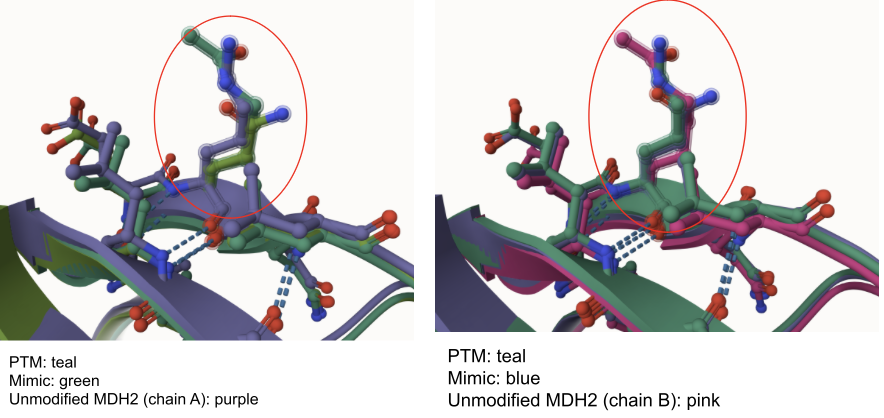 PTM: teal
Mimic: green
Unmodified MDH2 (chain A): purple
PTM: teal
Mimic: blue
Unmodified MDH2 (chain B): pink